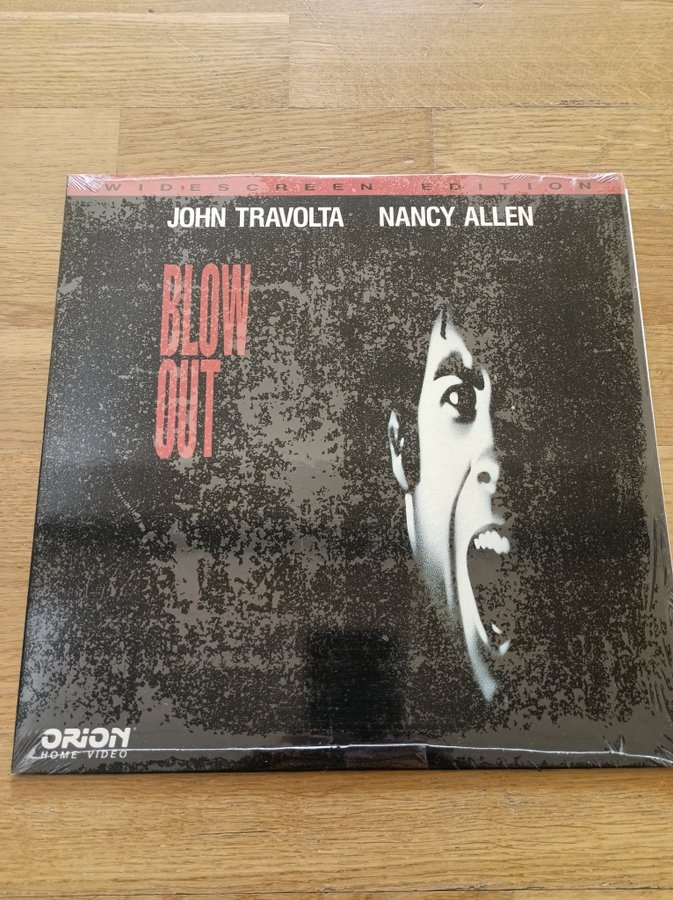 WIDESCREEN EDITION
JOHN TRAVOLTA NANCY ALLEN
BLOW
OUT
ORION
HOME VIDEO